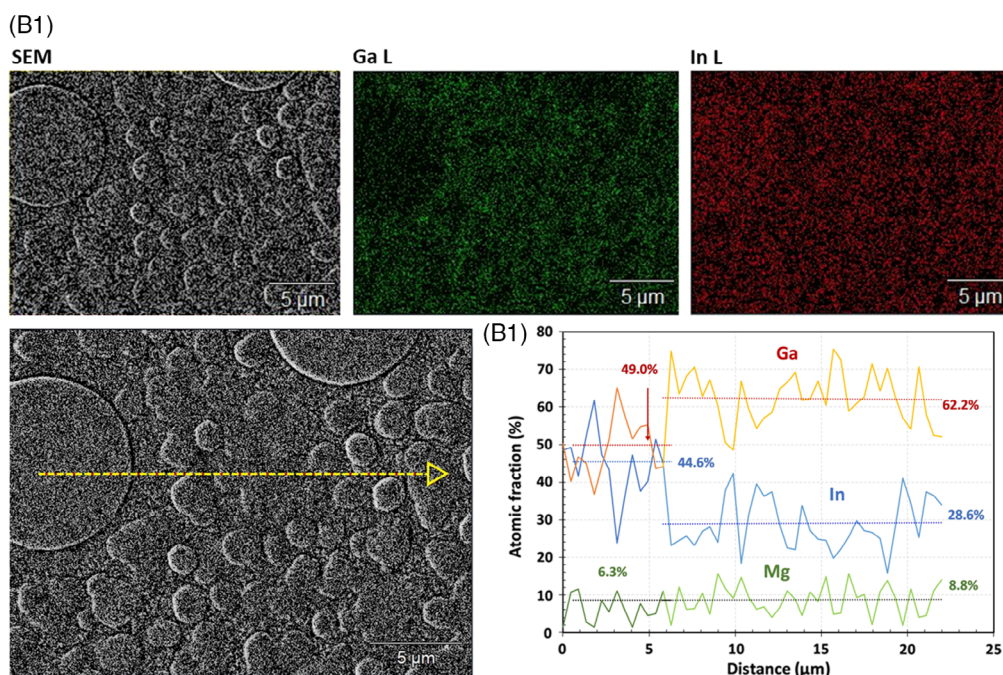 (B1)
SEM
Ga L
In L
5 µm
5 µm
5 µm
5 µm
(B1)
Atomic fraction (%)
80
70
60
50
40
30
20
10
0
Ga
49.0%
62.2%
44.6%
In
28.6%
6.3%
Mg
8.8%
0
5
10
15
20
25
Distance (µm)